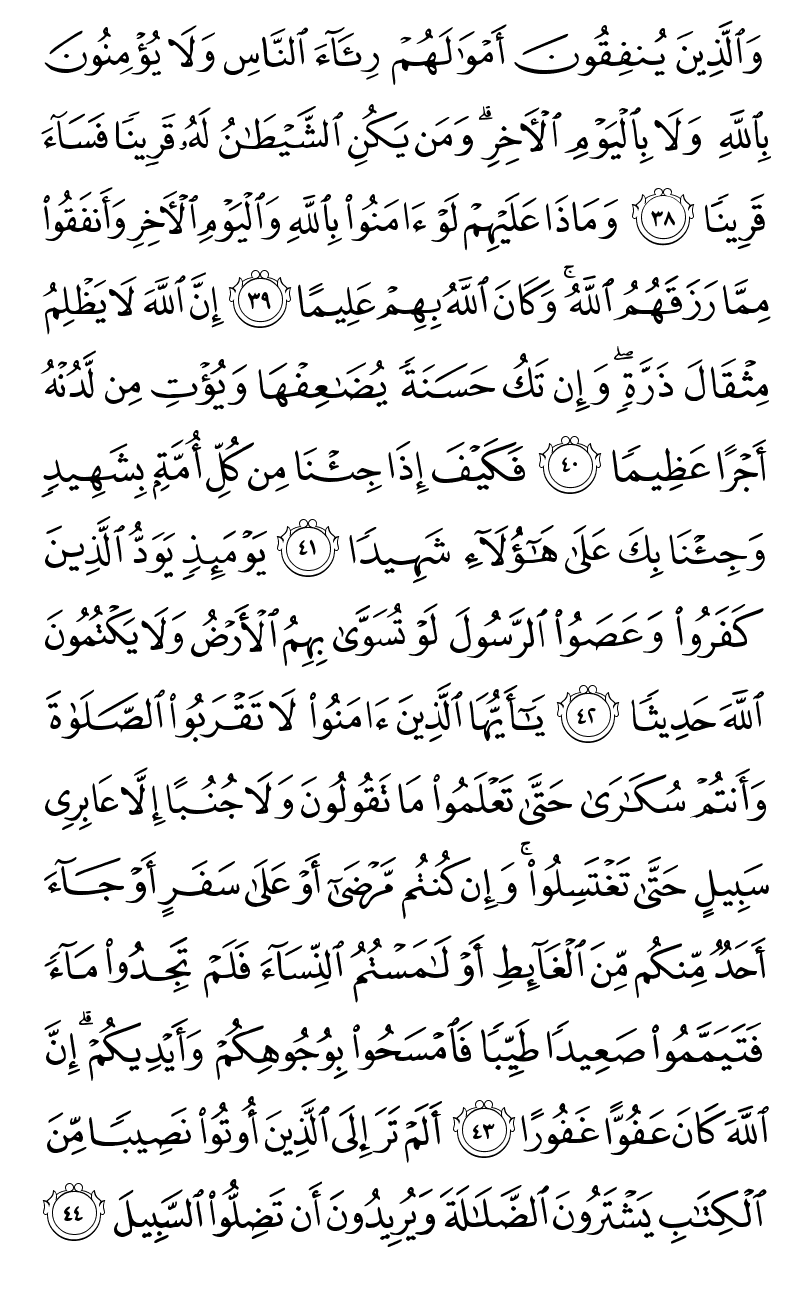 وَٱلَّذِينَ يُنفِقُونَ أَمۡوَٰلَهُمۡ رِئَآءَ ٱلنَّاسِ وَلَا يُؤۡمِنُونَ
بِٱللَّهِ وَلَا بِٱلۡيَوۡمِ ٱلۡأٓخِرِۗ وَمَن يَكُنِ ٱلشَّيۡطَٰنُ لَهُۥ قَرِينٗا فَسَآءَ
قَرِينٗا ٣٨ وَمَاذَا عَلَيۡهِمۡ لَوۡ ءَامَنُواْ بِٱللَّهِ وَٱلۡيَوۡمِ ٱلۡأٓخِرِ وَأَنفَقُواْ
مِمَّا رَزَقَهُمُ ٱللَّهُۚ وَكَانَ ٱللَّهُ بِهِمۡ عَلِيمًا ٣٩ إِنَّ ٱللَّهَ لَا يَظۡلِمُ
مِثۡقَالَ ذَرَّةٖۖ وَإِن تَكُ حَسَنَةٗ يُضَٰعِفۡهَا وَيُؤۡتِ مِن لَّدُنۡهُ
أَجۡرًا عَظِيمٗا ٤٠ فَكَيۡفَ إِذَا جِئۡنَا مِن كُلِّ أُمَّةِۭ بِشَهِيدٖ
وَجِئۡنَا بِكَ عَلَىٰ هَٰٓؤُلَآءِ شَهِيدٗا ٤١ يَوۡمَئِذٖ يَوَدُّ ٱلَّذِينَ
كَفَرُواْ وَعَصَوُاْ ٱلرَّسُولَ لَوۡ تُسَوَّىٰ بِهِمُ ٱلۡأَرۡضُ وَلَا يَكۡتُمُونَ
ٱللَّهَ حَدِيثٗا ٤٢ يَٰٓأَيُّهَا ٱلَّذِينَ ءَامَنُواْ لَا تَقۡرَبُواْ ٱلصَّلَوٰةَ
وَأَنتُمۡ سُكَٰرَىٰ حَتَّىٰ تَعۡلَمُواْ مَا تَقُولُونَ وَلَا جُنُبًا إِلَّا عَابِرِي
سَبِيلٍ حَتَّىٰ تَغۡتَسِلُواْۚ وَإِن كُنتُم مَّرۡضَىٰٓ أَوۡ عَلَىٰ سَفَرٍ أَوۡ جَآءَ
أَحَدٞ مِّنكُم مِّنَ ٱلۡغَآئِطِ أَوۡ لَٰمَسۡتُمُ ٱلنِّسَآءَ فَلَمۡ تَجِدُواْ مَآءٗ
فَتَيَمَّمُواْ صَعِيدٗا طَيِّبٗا فَٱمۡسَحُواْ بِوُجُوهِكُمۡ وَأَيۡدِيكُمۡۗ إِنَّ
ٱللَّهَ كَانَ عَفُوًّا غَفُورًا ٤٣ أَلَمۡ تَرَ إِلَى ٱلَّذِينَ أُوتُواْ نَصِيبٗا مِّنَ
ٱلۡكِتَٰبِ يَشۡتَرُونَ ٱلضَّلَٰلَةَ وَيُرِيدُونَ أَن تَضِلُّواْ ٱلسَّبِيلَ ٤٤